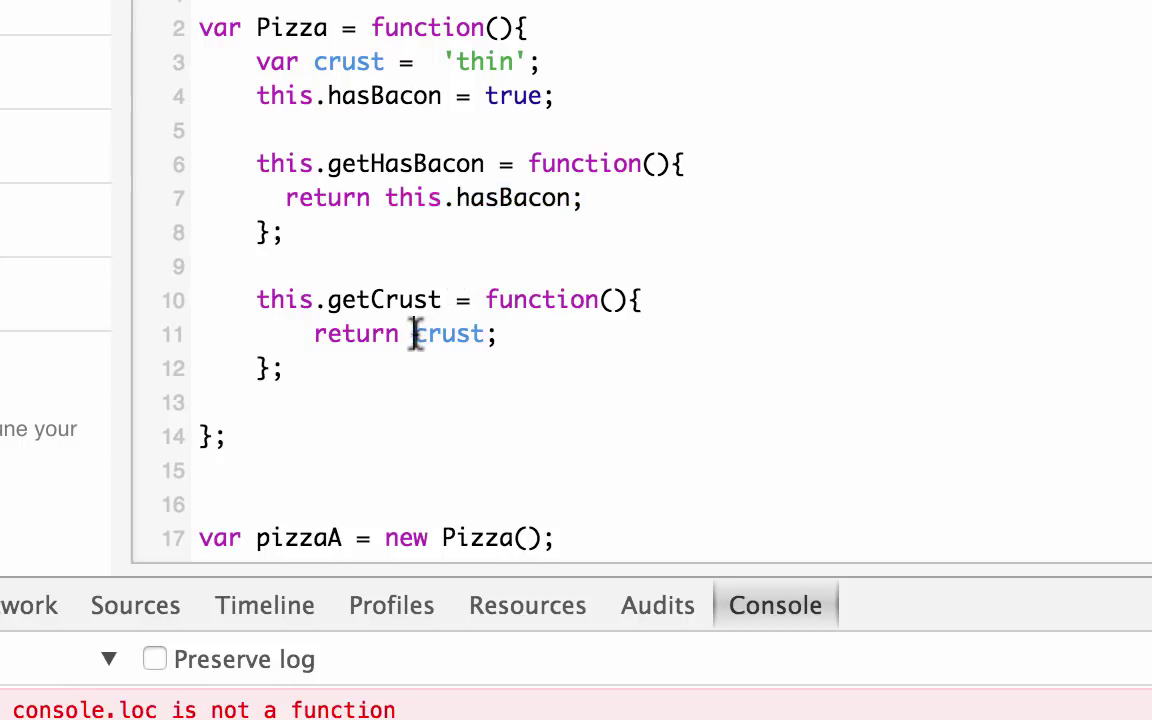 2 var Pizza = function(){
3 var crust = 'thin';
4 this.hasBacon = true;
5
6 this.getHasBacon = function(){
7 return this.hasBacon;
8 };
9
10 this.getCrust = function(){
11 return crust;
12 };
13
une your
14 };
15
16
17 var pizzaA = new Pizza();
work Sources Timeline Profiles Resources Audits Console
▼ Preserve log
console.loc is not a function